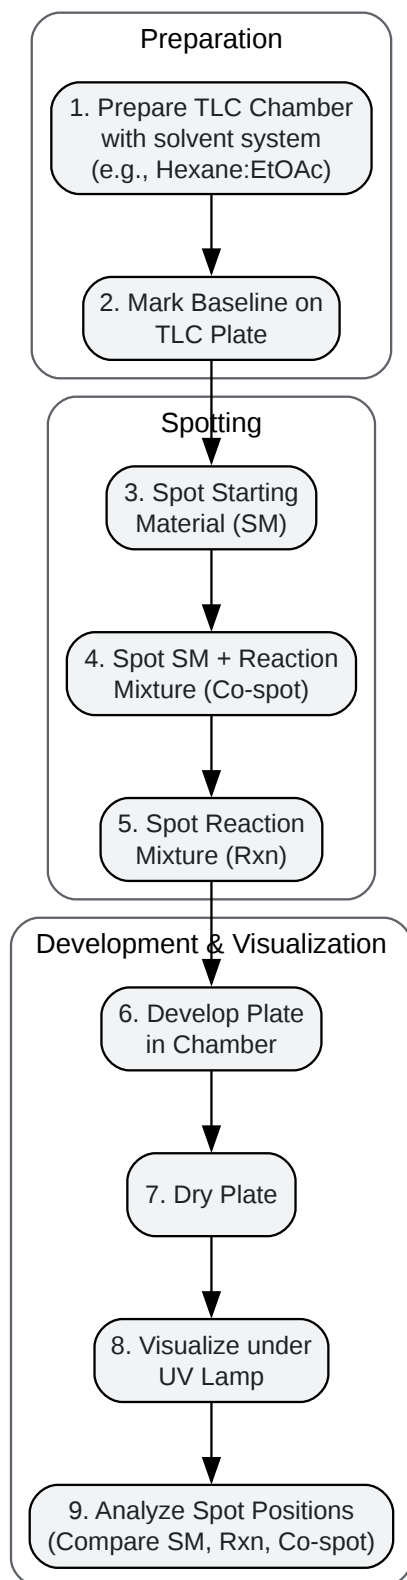 Preparation
1. Prepare TLC Chamber
with solvent system
(e.g., Hexane:EtOAc)
2. Mark Baseline on
TLC Plate
Spotting
3. Spot Starting
Material (SM)
4. Spot SM + Reaction
Mixture (Co-spot)
5. Spot Reaction
Mixture (Rxn)
Development & Visualization
6. Develop Plate
in Chamber
7. Dry Plate
8. Visualize under
UV Lamp
9. Analyze Spot Positions
(Compare SM, Rxn, Co-spot)